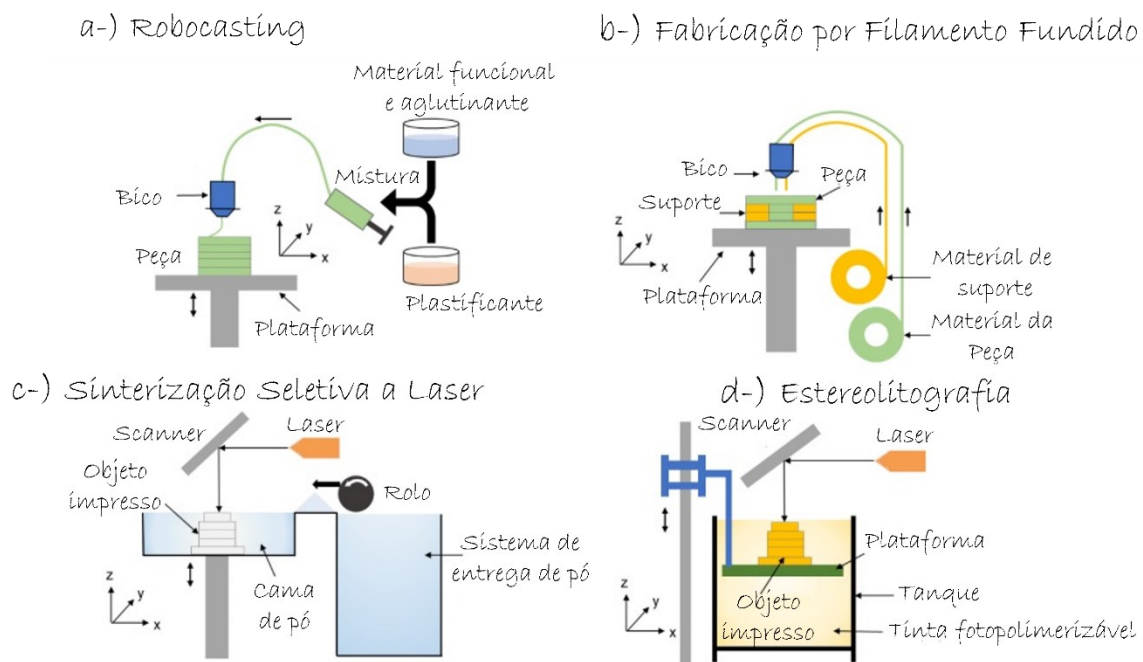 a-) Robocasting
Material funcional
e aglutinante
Mistura
Bico
z
y
x
Peça
Plastificante
Plataforma
b-) Fabricação por Filamento Fundido
Bico
Peça
Suporte
z
y
x
Plataforma
Material de
suporte
Material da
Peça
c-) Sinterização Seletiva a Laser
Scanner
Laser
Objeto
impresso
Rolo
Sistema de
entrega de pó
z
y
x
Cama
de pó
d-) Estereolitografia
Scanner
Laser
Plataforma
z
y
x
Objeto
impresso
Tanque
Tinta fotopolimerizável